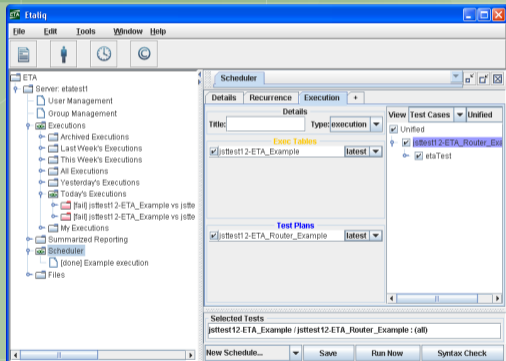 Etaliq
File Edit Tools Window Help
ETA
Server: etatest1
User Management
Group Management
Executions
Archived Executions
Last Week's Executions
This Week's Executions
All Executions
Yesterday's Executions
Today's Executions
[fail] jsttest12-ETA_Example vs jstte
[fail] jsttest12-ETA_Example vs jstte
My Executions
Summarized Reporting
Scheduler
[done] Example execution
Files
Scheduler
Details Recurrence Execution +
Details
Title: Type: execution
Exec Tables
jsttest12-ETA_Example latest
Test Plans
jsttest12-ETA_Router_Example latest
View Test Cases Unified
Unified
jsttest12-ETA_Router_Exa
etaTest
Selected Tests
jsttest12-ETA_Example / jsttest12-ETA_Router_Example : (all)
New Schedule... Save Run Now Syntax Check